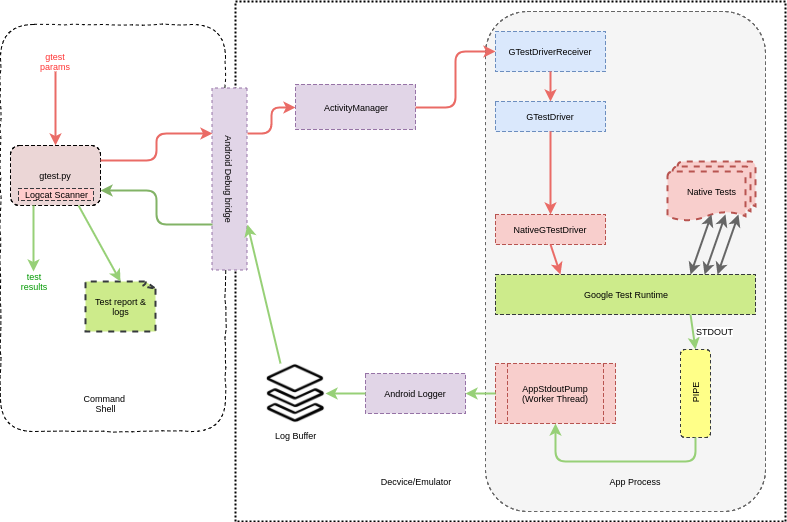 gtest
params
gtest.py
Logcat Scanner
test
results
Test report &
logs
Command
Shell
Android Debug bridge
ActivityManager
GTestDriverReceiver
GTestDriver
NativeGTestDriver
Native Tests
Google Test Runtime
STDOUT
PIPE
AppStdoutPump
(Worker Thread)
Android Logger
Log Buffer
Decvice/Emulator
App Process